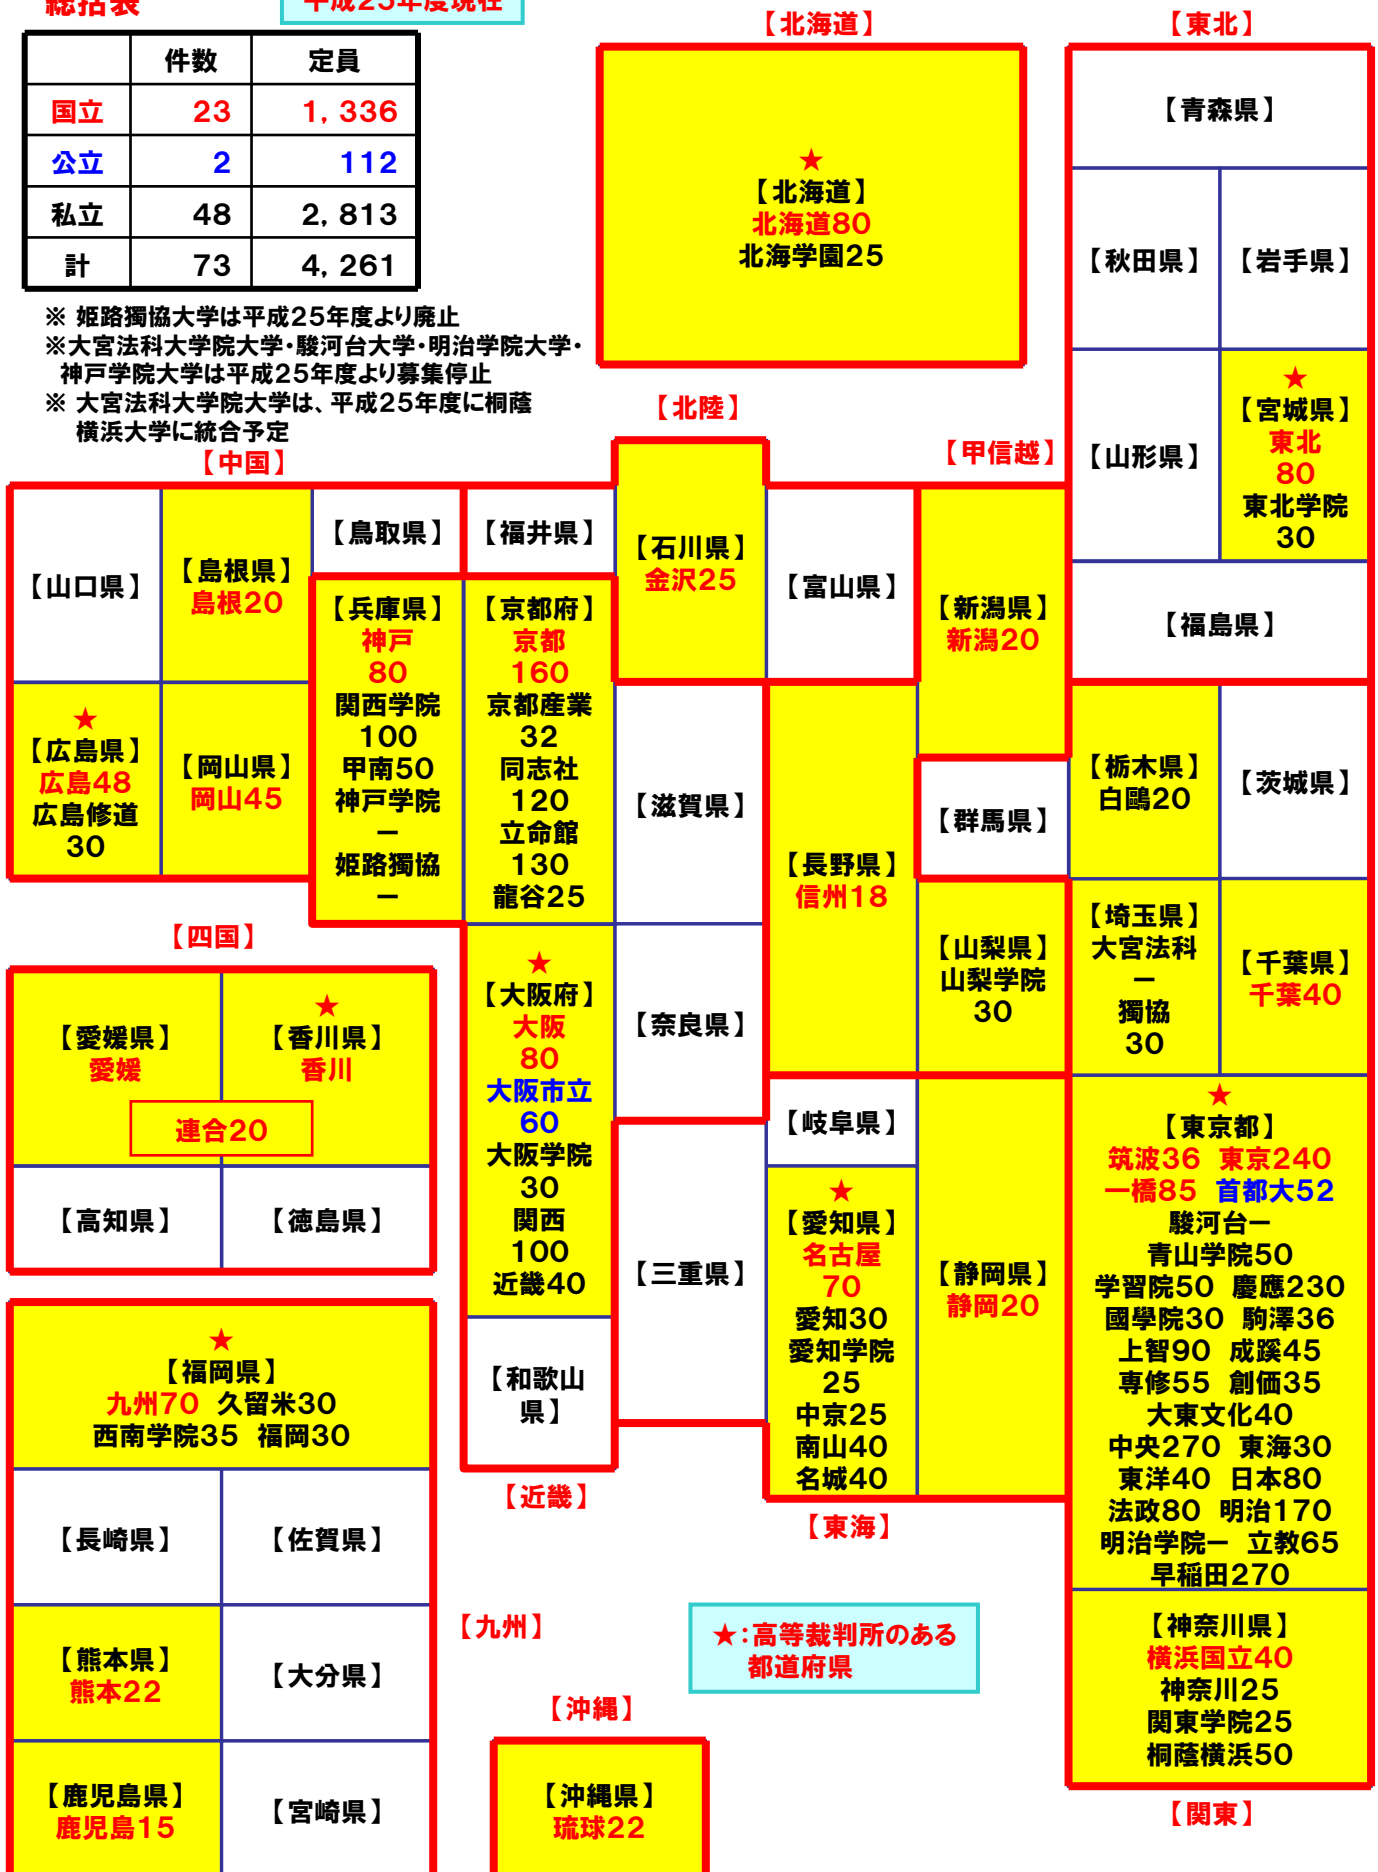 総括表
平成25年度現在
件数 定員
国立 23 1,336
公立 2 112
私立 48 2,813
計 73 4,261
※ 姫路獨協大学は平成25年度より廃止
※大宮法科大学院大学・駿河台大学・明治学院大学・
神戸学院大学は平成25年度より募集停止
※ 大宮法科大学院大学は、平成25年度に桐蔭
横浜大学に統合予定
【北海道】
★
【北海道】
北海道80
北海学園25
【東北】
【青森県】
【秋田県】
【岩手県】
【山形県】
★
【宮城県】
東北
80
東北学院
30
【福島県】
【中国】
【山口県】
【島根県】
島根20
【鳥取県】
★
【広島県】
広島48
広島修道
30
【岡山県】
岡山45
【北陸】
【福井県】
【石川県】
金沢25
【富山県】
【甲信越】
【新潟県】
新潟20
【長野県】
信州18
【山梨県】
山梨学院
30
【兵庫県】
神戸
80
関西学院
100
甲南50
神戸学院
－
姫路獨協
－
【京都府】
京都
160
京都産業
32
同志社
120
立命館
130
龍谷25
【滋賀県】
★
【大阪府】
大阪
80
大阪市立
60
大阪学院
30
関西
100
近畿40
【奈良県】
【和歌山
県】
【三重県】
【近畿】
【群馬県】
【栃木県】
白鷗20
【茨城県】
【埼玉県】
大宮法科
－
獨協
30
【千葉県】
千葉40
★
【東京都】
筑波36 東京240
一橋85 首都大52
駿河台－
青山学院50
学習院50 慶應230
國學院30 駒澤36
上智90 成蹊45
専修55 創価35
大東文化40
中央270 東海30
東洋40 日本80
法政80 明治170
明治学院－ 立教65
早稲田270
【神奈川県】
横浜国立40
神奈川25
関東学院25
桐蔭横浜50
【関東】
【岐阜県】
★
【愛知県】
名古屋
70
愛知30
愛知学院
25
中京25
南山40
名城40
【静岡県】
静岡20
【東海】
【四国】
【愛媛県】
愛媛
★
【香川県】
香川
連合20
【高知県】
【徳島県】
★
【福岡県】
九州70 久留米30
西南学院35 福岡30
【長崎県】
【佐賀県】
【熊本県】
熊本22
【大分県】
【鹿児島県】
鹿児島15
【宮崎県】
【九州】
【沖縄】
【沖縄県】
琉球22
★:高等裁判所のある
都道府県